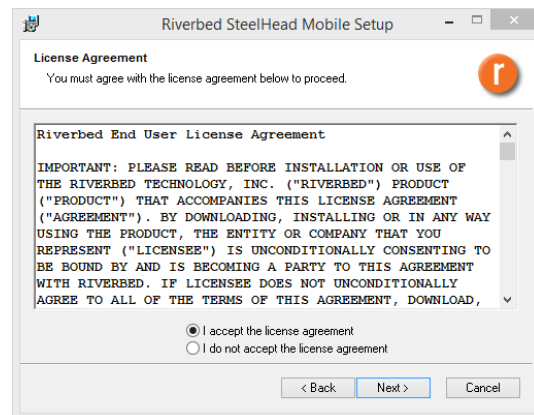 Riverbed SteelHead Mobile Setup
License Agreement
You must agree with the license agreement below to proceed.
r
Riverbed End User License Agreement
IMPORTANT: PLEASE READ BEFORE INSTALLATION OR USE OF
THE RIVERBED TECHNOLOGY, INC. ("RIVERBED") PRODUCT
("PRODUCT") THAT ACCOMPANIES THIS LICENSE AGREEMENT
("AGREEMENT"). BY DOWNLOADING, INSTALLING OR IN ANY WAY
USING THE PRODUCT, THE ENTITY OR COMPANY THAT YOU
REPRESENT ("LICENSEE") IS UNCONDITIONALLY CONSENTING TO
BE BOUND BY AND IS BECOMING A PARTY TO THIS AGREEMENT
WITH RIVERBED. IF LICENSEE DOES NOT UNCONDITIONALLY
AGREE TO ALL OF THE TERMS OF THIS AGREEMENT, DOWNLOAD,
I accept the license agreement
I do not accept the license agreement
< Back Next > Cancel